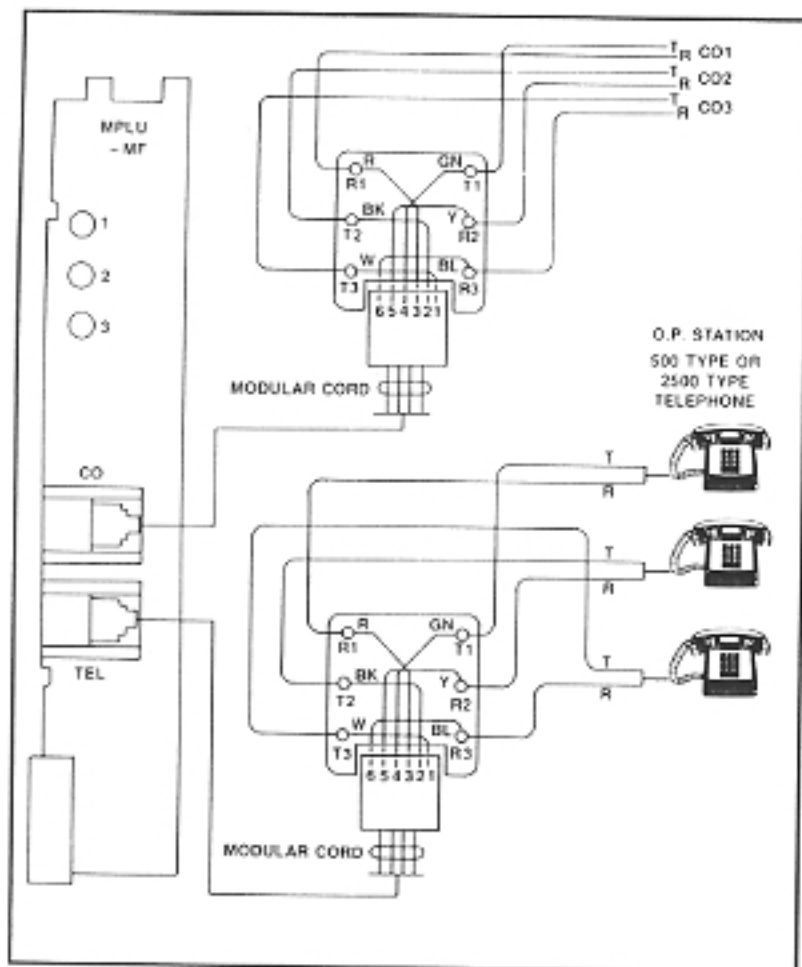 T
R CO1
T
R CO2
T
R CO3
MPLU
-MF
1
2
3
R
GN
R1
T1
BK
Y
T2
R2
W
BL
T3
R3
6 5 4 3 2 1
MODULAR CORD
O.P. STATION
500 TYPE OR
2500 TYPE
TELEPHONE
CO
T
R
T
R
T
R
TEL
R
GN
R1
T1
BK
Y
T2
R2
W
BL
T3
R3
6 5 4 3 2 1
MODULAR CORD